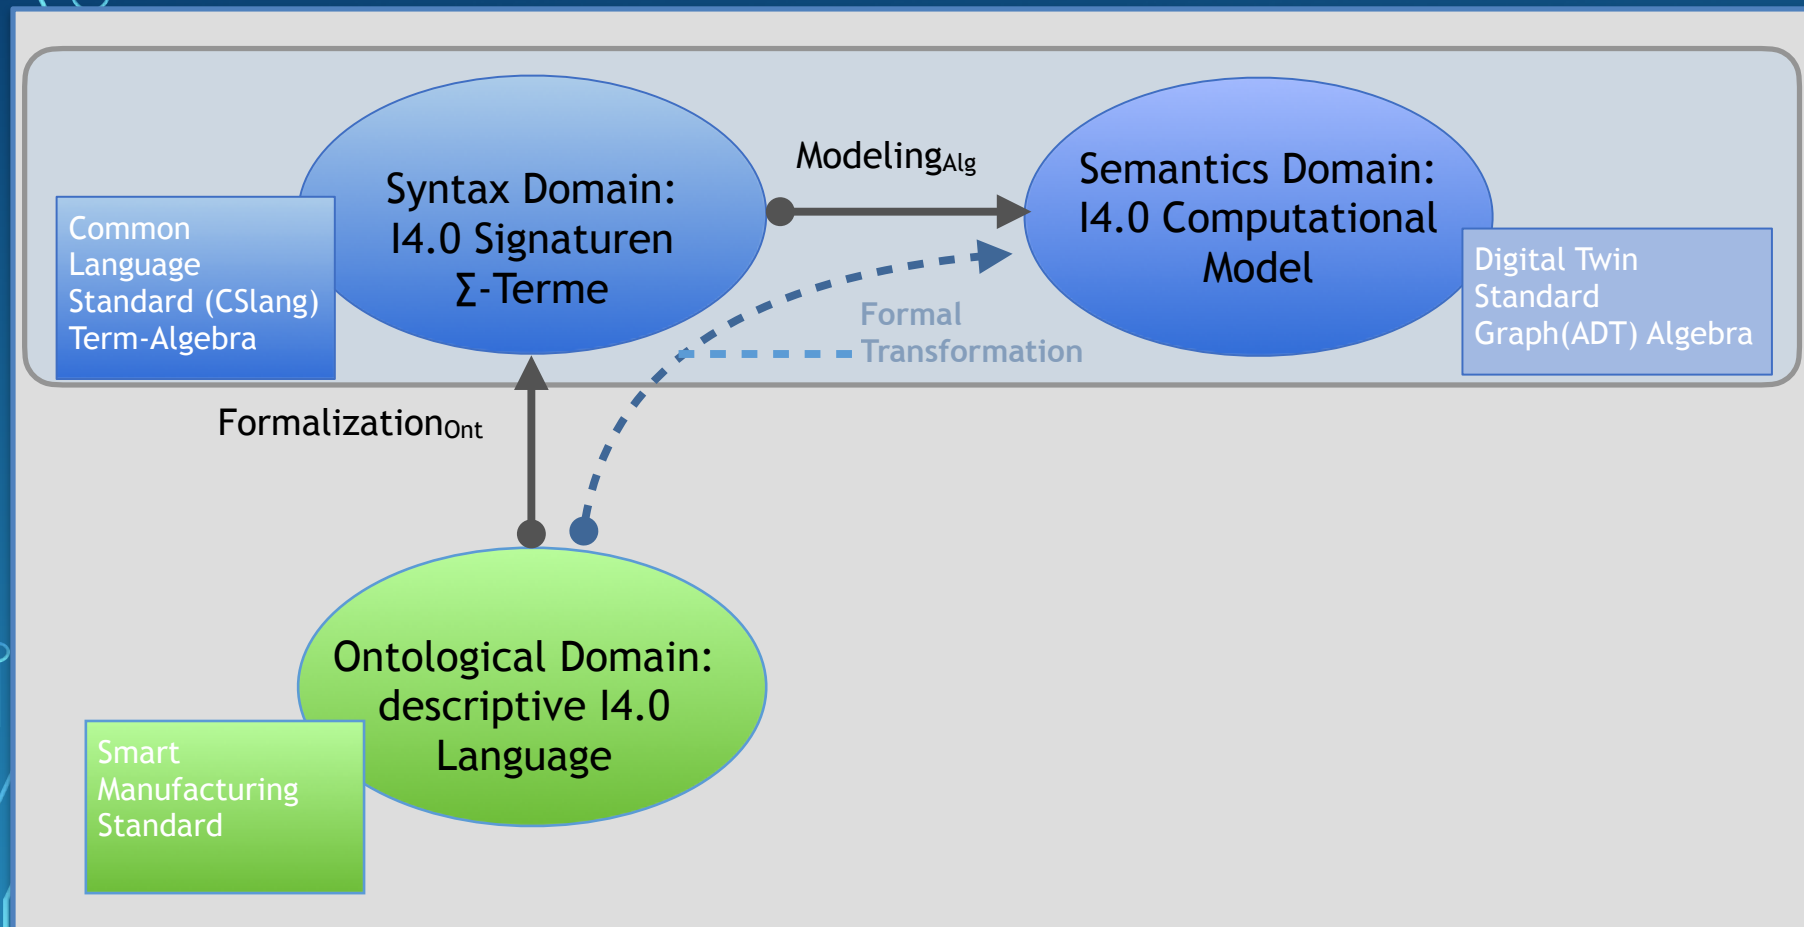 Syntax Domain:
I4.0 Signaturen
Σ-Terme
Common
Language
Standard (CSlang)
Term-Algebra
ModelingAlg
Semantics Domain:
I4.0 Computational
Model
Digital Twin
Standard
Graph(ADT) Algebra
Formal
Transformation
FormalizationOnt
Ontological Domain:
descriptive I4.0
Language
Smart
Manufacturing
Standard